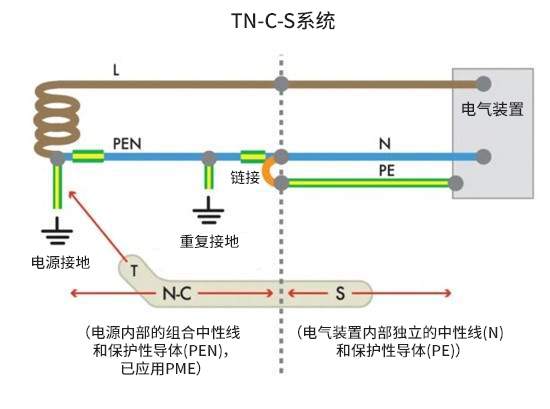 TN-C-S系统
L
电气装置
PEN
N
链接
PE
重复接地
电源接地
T
N-C
S
（电源内部的组合中性线
和保护性导体(PEN)，
已应用PME）
（电气装置内部独立的中性线(N)
和保护性导体(PE)）